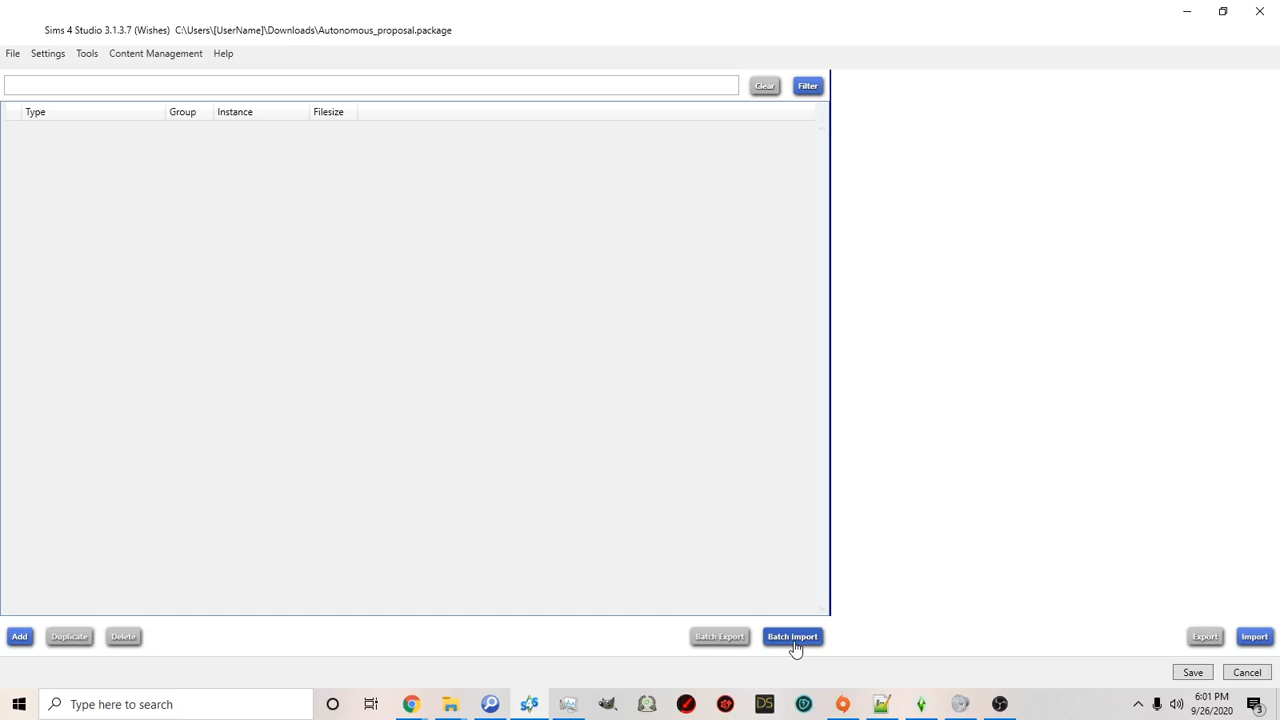 Sims 4 Studio 3.1.3.7 (Wishes) C:\Users\[UserName]\Downloads\Autonomous_proposal.package
File Settings Tools Content Management Help
Clear Filter
Type Group Instance Filesize
Add Duplicate Delete Batch Export Batch Import Export Import
Save Cancel
Type here to search
DS
6:01 PM
9/26/2020
3